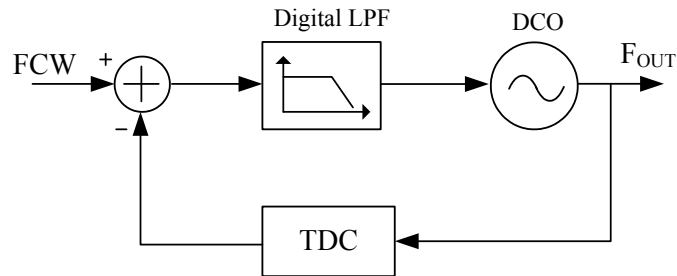 Digital LPF
DCO
FCW
+
−
F_OUT
TDC